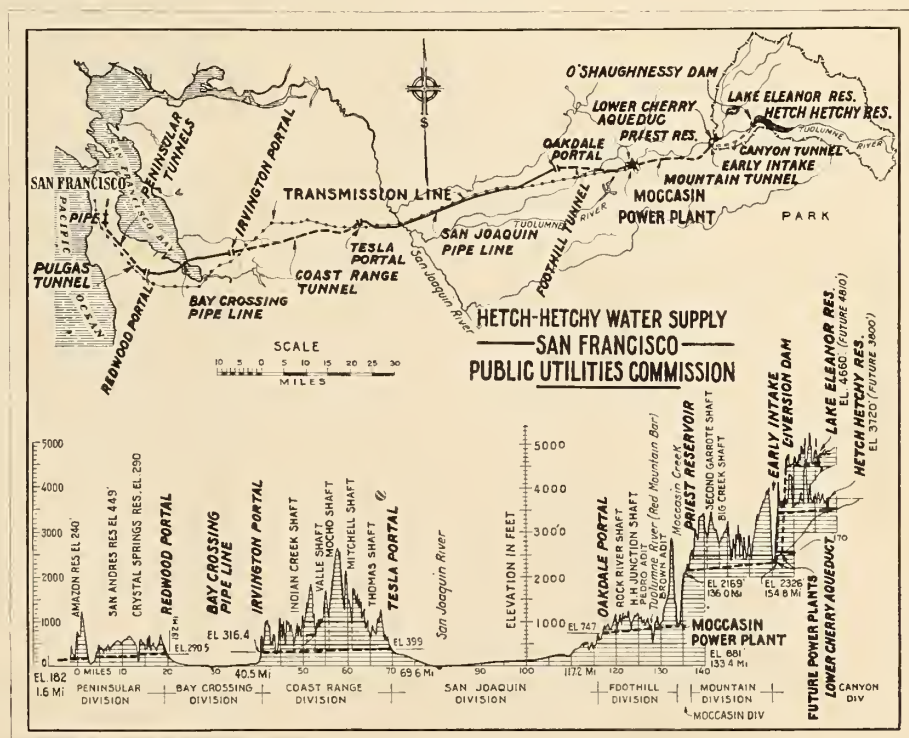 O'SHAUGHNESSY DAM
LAKE ELEANOR RES.
HETCH HETCHY RES.
LOWER CHERRY
AQUEDUC
PRIEST RES.
TUOLUMNE
RIVER
OAKDALE
PORTAL
CANYON TUNNEL
EARLY INTAKE
MOUNTAIN TUNNEL
MOCCASIN
POWER PLANT
PARK
FOOTHILL TUNNEL
TUOLUMNE
RIVER
PENINSULAR
TUNNELS
SAN FRANCISCO
SAN FRANCISCO BAY
IRVINGTON PORTAL
TRANSMISSION LINE
PIPE
PACIFIC
OCEAN
PULGAS
TUNNEL
REDWOOD PORTAL
BAY CROSSING
PIPE LINE
COAST RANGE
TUNNEL
TESLA
PORTAL
SAN JOAQUIN
PIPE LINE
San Joaquin River
S
SCALE
10 5 0 5 10 15 20 25 30
MILES
HETCH-HETCHY WATER SUPPLY
SAN FRANCISCO
PUBLIC UTILITIES COMMISSION
5000
4000
3000
2000
1000
0
AMAZON RES EL 240'
SAN ANDRES RES EL 449'
CRYSTAL SPRINGS RES. EL 290
REDWOOD PORTAL
EL 290.5
BAY CROSSING
PIPE LINE
IRVINGTON PORTAL
EL 316.4
INDIAN CREEK SHAFT
VALLE SHAFT
MOCHO SHAFT
MITCHELL SHAFT
THOMAS SHAFT
TESLA PORTAL
EL 399
San Joaquin River
ELEVATION IN FEET
5000
4000
3000
2000
1000
OAKDALE PORTAL
EL 747
ROCK RIVER SHAFT
H.H JUNCTION SHAFT
PEDRO ADIT
Tuolumne River (Red Mountain Bar)
BROWN ADIT
Moccasin Creek
PRIEST RESERVOIR
SECOND GARROTE SHAFT
BIG CREEK SHAFT
EARLY INTAKE
DIVERSION DAM
LAKE ELEANOR RES.
EL. 4660. (FUTURE 4810')
HETCH HETCHY RES.
EL 3720' (FUTURE 3800')
EL 2169'
136.0 Mi
EL 2326
154.8 Mi
170
MOCCASIN
POWER PLANT
EL 881'
133.4 Mi
FUTURE POWER PLANTS
LOWER CHERRY AQUEDUCT
EL.182
1.6 Mi
0 MILES 10 20 30
40.5 Mi
50 60
69.6 Mi
80 90 100
117.2 Mi
120 130 140
PENINSULAR
DIVISION
BAY CROSSING
DIVISION
COAST RANGE
DIVISION
SAN JOAQUIN
DIVISION
FOOTHILL
DIVISION
MOCCASIN DIV
MOUNTAIN
DIVISION
CANYON
DIV